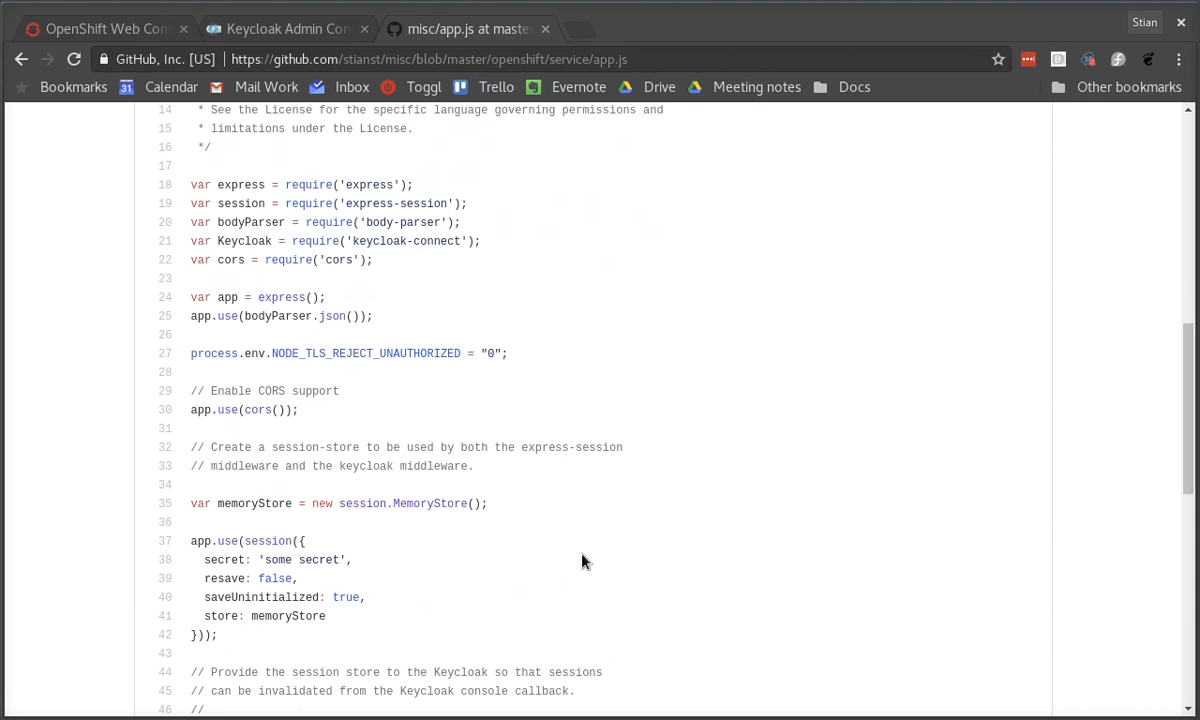 OpenShift Web Con
Keycloak Admin Con
misc/app.js at maste
Stian
GitHub, Inc. [US] | https://github.com/stianst/misc/blob/master/openshift/service/app.js
Bookmarks 31 Calendar Mail Work Inbox Toggl Trello Evernote Drive Meeting notes Docs Other bookmarks
14 * See the License for the specific language governing permissions and
15 * limitations under the License.
16 */
17
18 var express = require('express');
19 var session = require('express-session');
20 var bodyParser = require('body-parser');
21 var Keycloak = require('keycloak-connect');
22 var cors = require('cors');
23
24 var app = express();
25 app.use(bodyParser.json());
26
27 process.env.NODE_TLS_REJECT_UNAUTHORIZED = "0";
28
29 // Enable CORS support
30 app.use(cors());
31
32 // Create a session-store to be used by both the express-session
33 // middleware and the keycloak middleware.
34
35 var memoryStore = new session.MemoryStore();
36
37 app.use(session({
38 secret: 'some secret',
39 resave: false,
40 saveUninitialized: true,
41 store: memoryStore
42 }));
43
44 // Provide the session store to the Keycloak so that sessions
45 // can be invalidated from the Keycloak console callback.
46 //